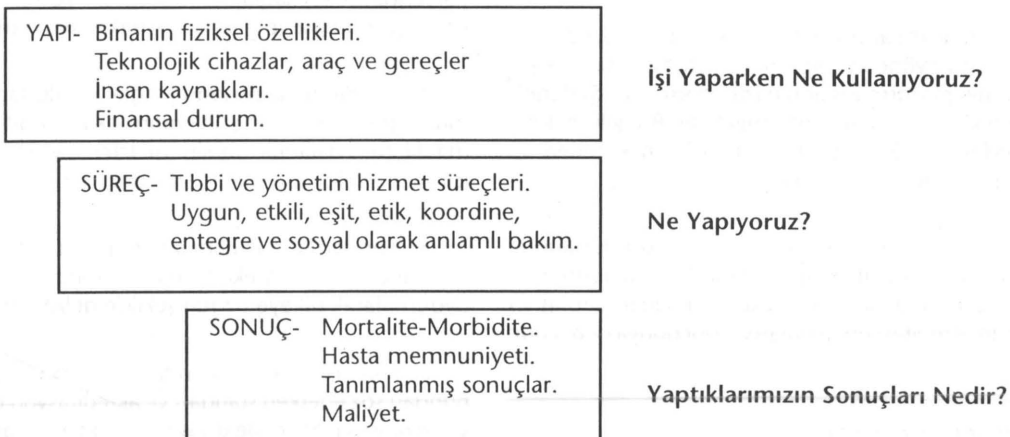 YAPI- Binanın fiziksel özellikleri.
Teknolojik cihazlar, araç ve gereçler
İnsan kaynakları.
Finansal durum.
İşi Yaparken Ne Kullanıyoruz?
SÜREÇ- Tıbbi ve yönetim hizmet süreçleri.
Uygun, etkili, eşit, etik, koordine,
entegre ve sosyal olarak anlamlı bakım.
Ne Yapıyoruz?
SONUÇ- Mortalite-Morbidite.
Hasta memnuniyeti.
Tanımlanmış sonuçlar.
Maliyet.
Yaptıklarımızın Sonuçları Nedir?